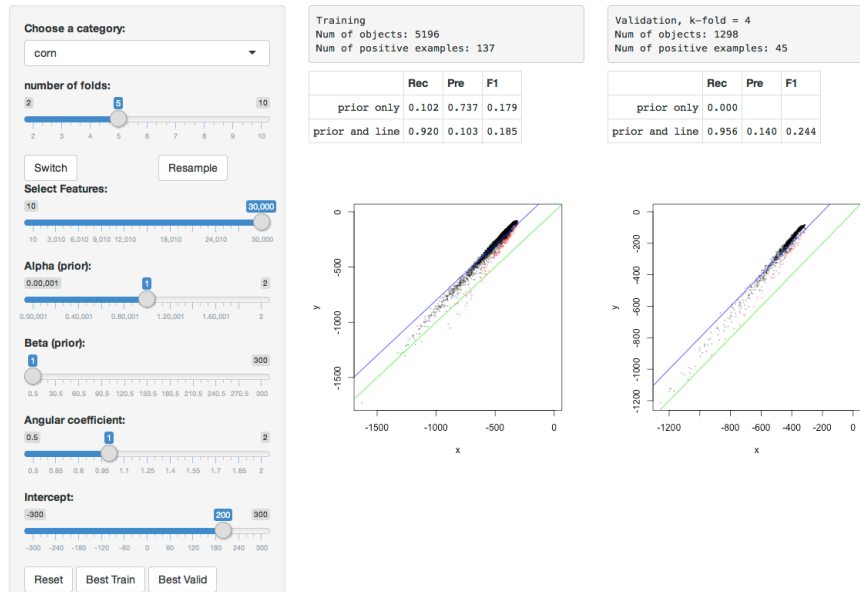 Choose a category:
corn
number of folds:
2 5 10
2 3 4 5 6 7 8 9 10
Switch Resample
Select Features:
10 30,000
10 3,010 6,010 9,010 12,010 18,010 24,010 30,000
Alpha (prior):
0.00,001 1 2
0.00,001 0.40,001 0.80,001 1.20,001 1.60,001 2
Beta (prior):
1 300
0.5 30.5 60.5 90.5 120.5 150.5 180.5 210.5 240.5 270.5 300
Angular coefficient:
0.5 1 2
0.5 0.65 0.8 0.95 1.1 1.25 1.4 1.55 1.7 1.85 2
Intercept:
-300 200 300
-300 -240 -180 -120 -60 0 60 120 180 240 300
Reset Best Train Best Valid
Training
Num of objects: 5196
Num of positive examples: 137
Rec Pre F1
prior only 0.102 0.737 0.179
prior and line 0.920 0.103 0.185
0
-500
-1000
-1500
y
-1500 -1000 -500 0
x
Validation, k-fold = 4
Num of objects: 1298
Num of positive examples: 45
Rec Pre F1
prior only 0.000
prior and line 0.956 0.140 0.244
0
-200
-400
-600
-800
-1200
y
-1200 -800 -600 -400 -200 0
x